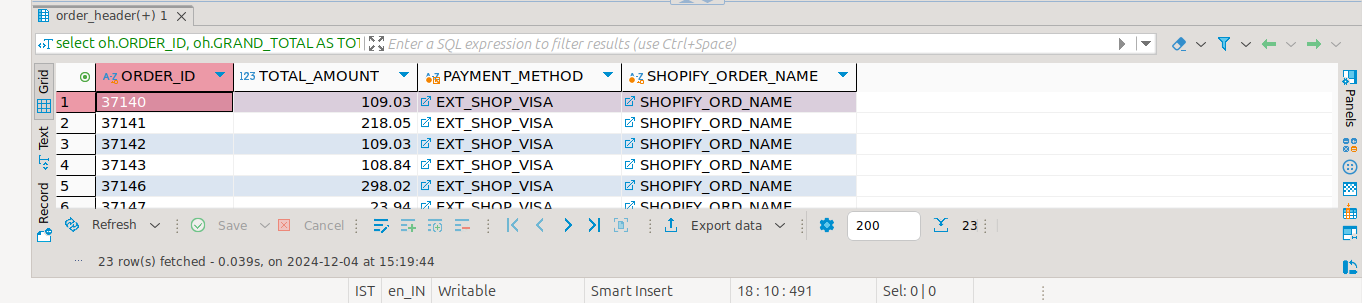 order_header(+) 1
select oh.ORDER_ID, oh.GRAND_TOTAL AS TOT
Enter a SQL expression to filter results (use Ctrl+Space)
Grid
Text
Record
ORDER_ID 123 TOTAL_AMOUNT PAYMENT_METHOD SHOPIFY_ORDER_NAME
1 37140 109.03 EXT_SHOP_VISA SHOPIFY_ORD_NAME
2 37141 218.05 EXT_SHOP_VISA SHOPIFY_ORD_NAME
3 37142 109.03 EXT_SHOP_VISA SHOPIFY_ORD_NAME
4 37143 108.84 EXT_SHOP_VISA SHOPIFY_ORD_NAME
5 37146 298.02 EXT_SHOP_VISA SHOPIFY_ORD_NAME
6 37147 23.94 EXT_SHOP_VISA SHOPIFY_ORD_NAME
Panels
Refresh Save Cancel Export data 200 23
23 row(s) fetched - 0.039s, on 2024-12-04 at 15:19:44
IST en_IN Writable Smart Insert 18 : 10 : 491 Sel: 0 | 0